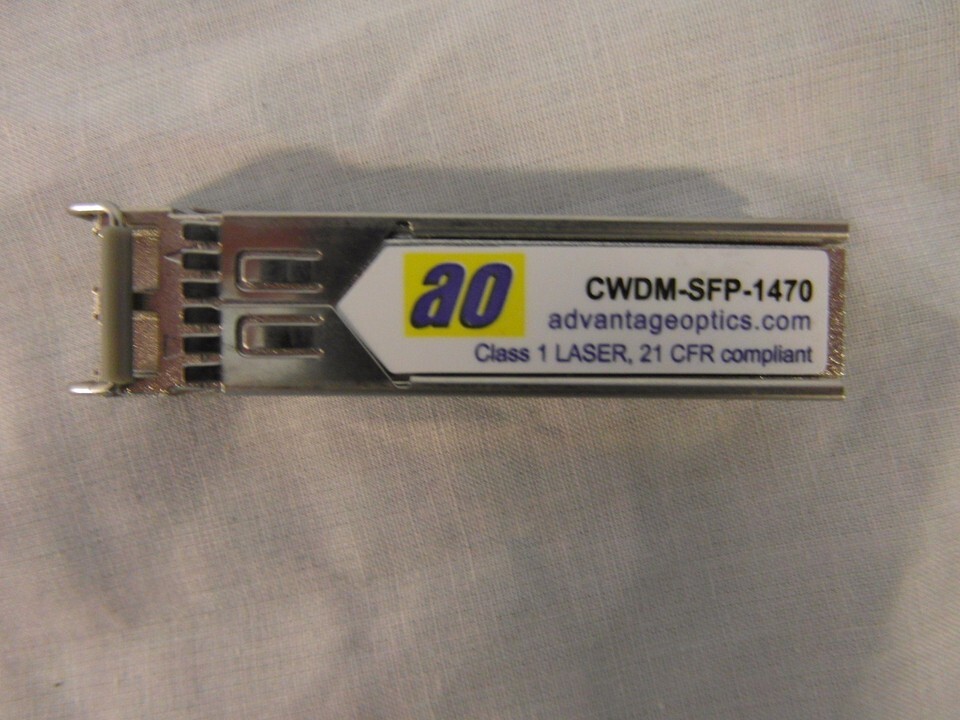 ao
CWDM-SFP-1470
advantageoptics.com
Class 1 LASER, 21 CFR compliant